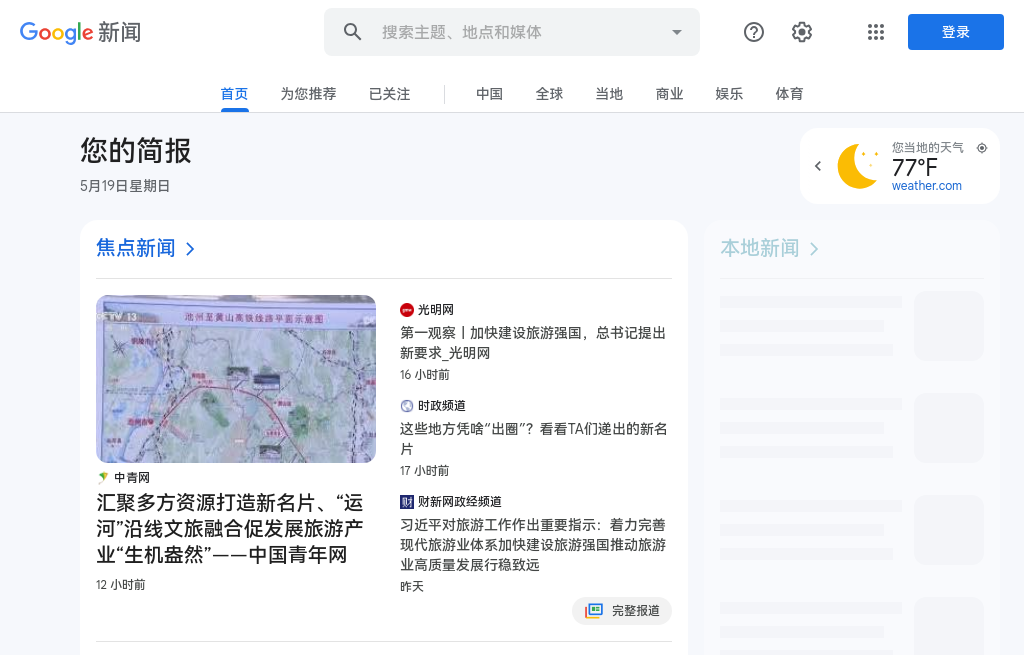 Google 新闻
搜索主题、地点和媒体
登录
首页
为您推荐
已关注
中国
全球
当地
商业
娱乐
体育
您的简报
5月19日星期日
您当地的天气
77°F
weather.com
焦点新闻
CCTV 13
池州至黄山高铁线路平面示意图
中青网
汇聚多方资源打造新名片、“运
河”沿线文旅融合促发展旅游产
业“生机盎然”——中国青年网
12 小时前
光明网
第一观察丨加快建设旅游强国，总书记提出
新要求_光明网
16 小时前
时政频道
这些地方凭啥“出圈”？看看TA们递出的新名
片
17 小时前
财新网政经频道
习近平对旅游工作作出重要指示：着力完善
现代旅游业体系加快建设旅游强国推动旅游
业高质量发展行稳致远
昨天
完整报道
本地新闻